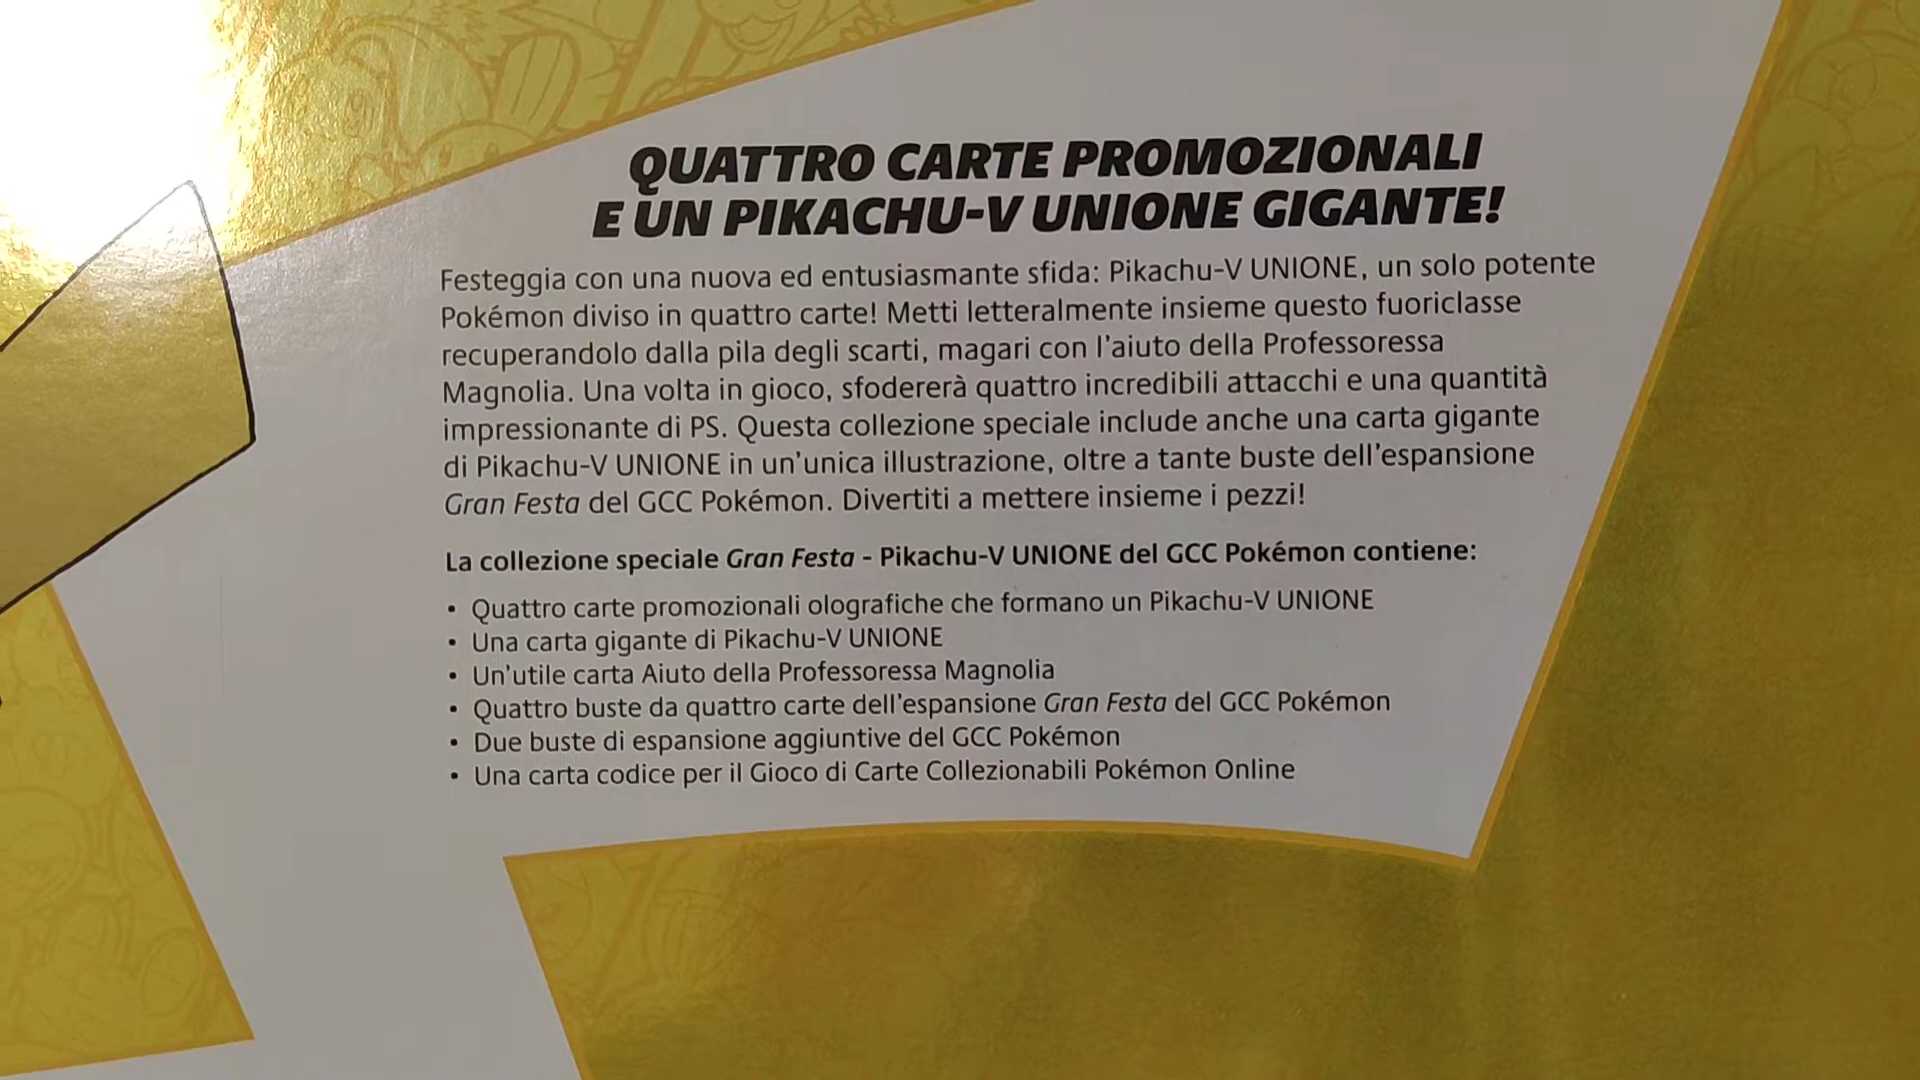 QUATTRO CARTE PROMOZIONALI
E UN PIKACHU-V UNIONE GIGANTE!
Festeggia con una nuova ed entusiasmante sfida: Pikachu-V UNIONE, un solo potente
Pokémon diviso in quattro carte! Metti letteralmente insieme questo fuoriclasse
recuperandolo dalla pila degli scarti, magari con l'aiuto della Professoressa
Magnolia. Una volta in gioco, sfodererà quattro incredibili attacchi e una quantità
impressionante di PS. Questa collezione speciale include anche una carta gigante
di Pikachu-V UNIONE in un'unica illustrazione, oltre a tante buste dell'espansione
Gran Festa del GCC Pokémon. Divertiti a mettere insieme i pezzi!
La collezione speciale Gran Festa - Pikachu-V UNIONE del GCC Pokémon contiene:
• Quattro carte promozionali olografiche che formano un Pikachu-V UNIONE
• Una carta gigante di Pikachu-V UNIONE
• Un'utile carta Aiuto della Professoressa Magnolia
• Quattro buste da quattro carte dell'espansione Gran Festa del GCC Pokémon
• Due buste di espansione aggiuntive del GCC Pokémon
• Una carta codice per il Gioco di Carte Collezionabili Pokémon Online